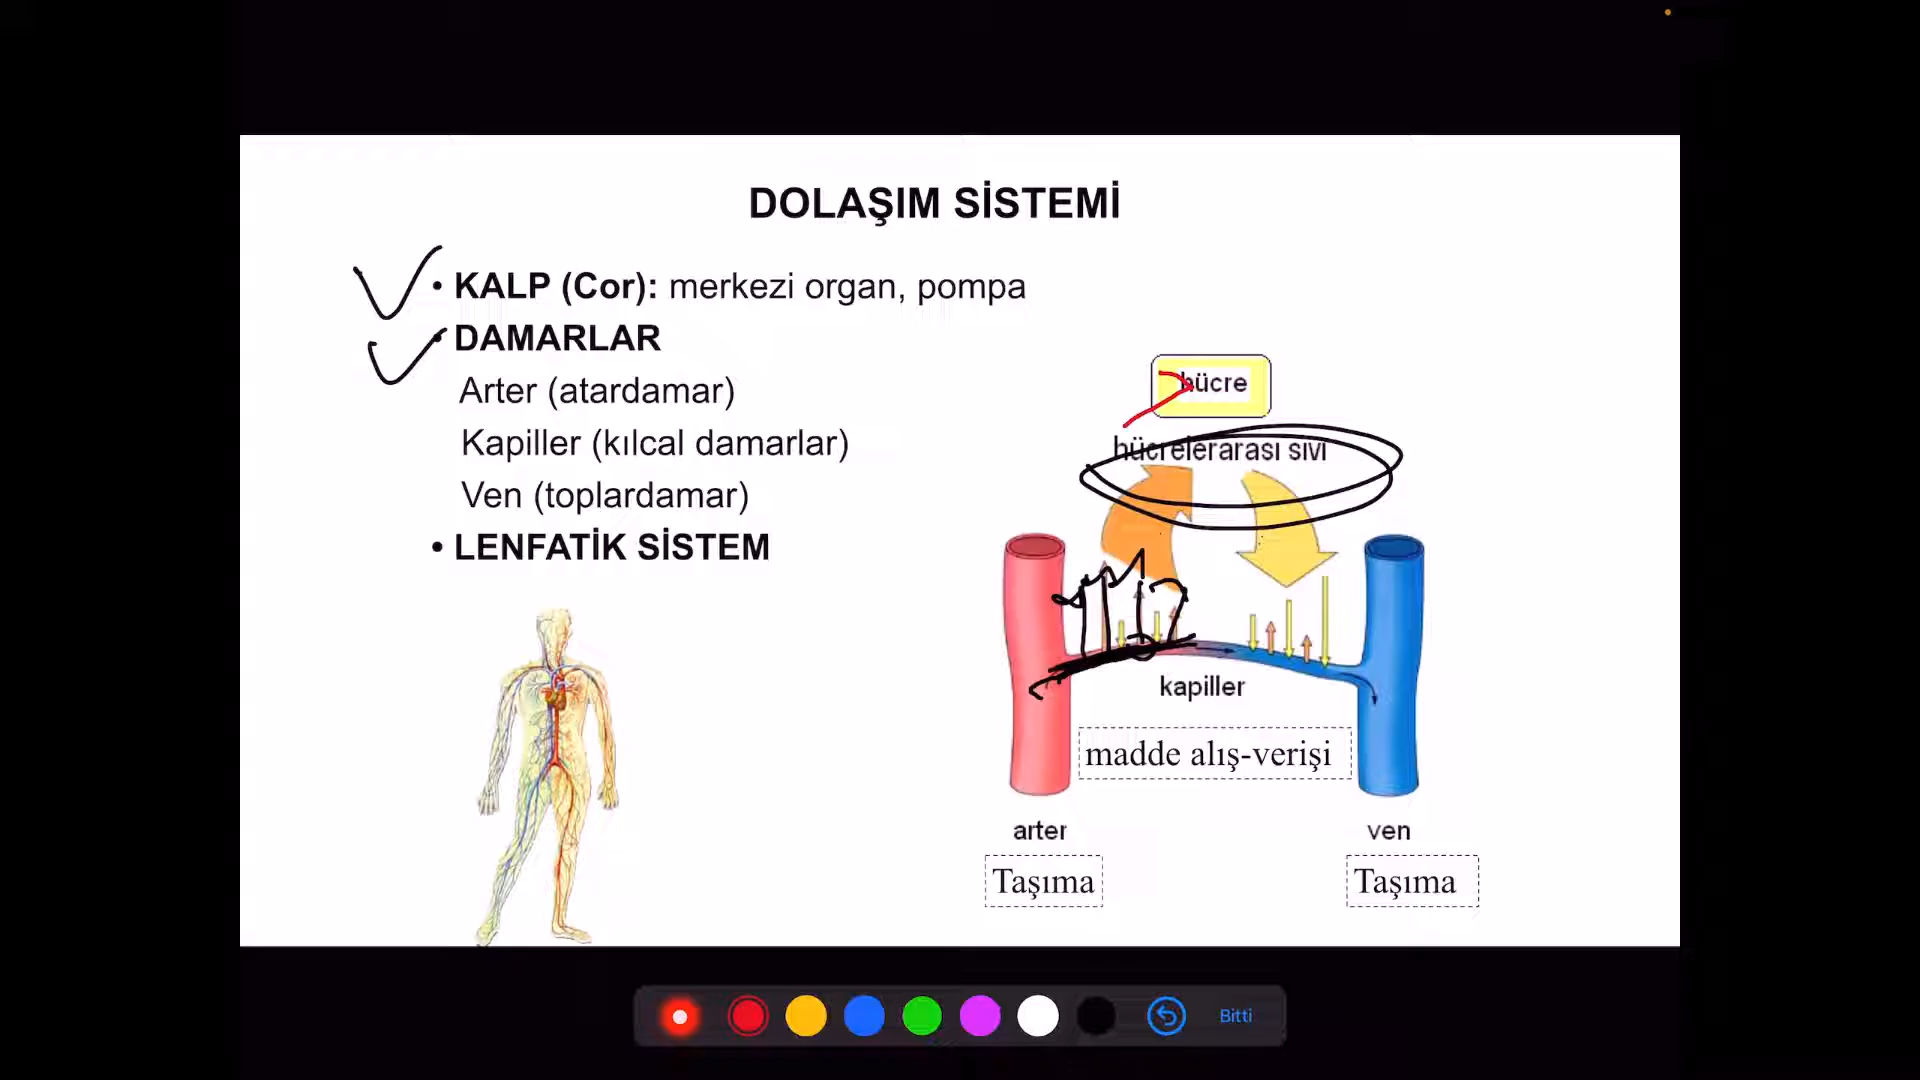 DOLAŞIM SİSTEMİ
• KALP (Cor): merkezi organ, pompa
• DAMARLAR
Arter (atardamar)
Kapiller (kılcal damarlar)
Ven (toplardamar)
• LENFATİK SİSTEM
hücre
hücrelerarası sıvı
kapiller
madde alış-verişi
arter
ven
Taşıma
Taşıma
Bitti